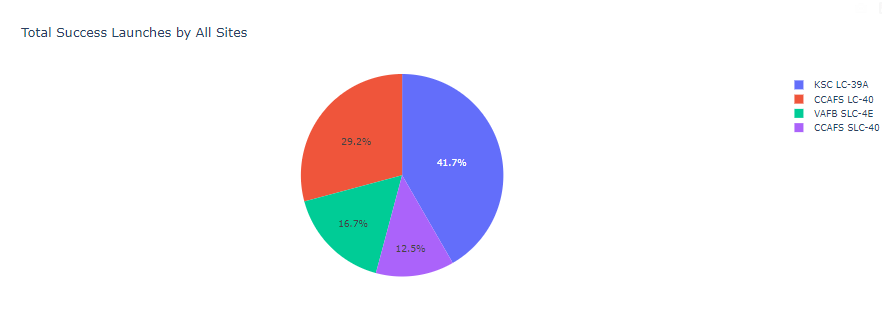 Total Success Launches by All Sites
KSC LC-39A
CCAFS LC-40
VAFB SLC-4E
CCAFS SLC-40
29.2%
41.7%
16.7%
12.5%